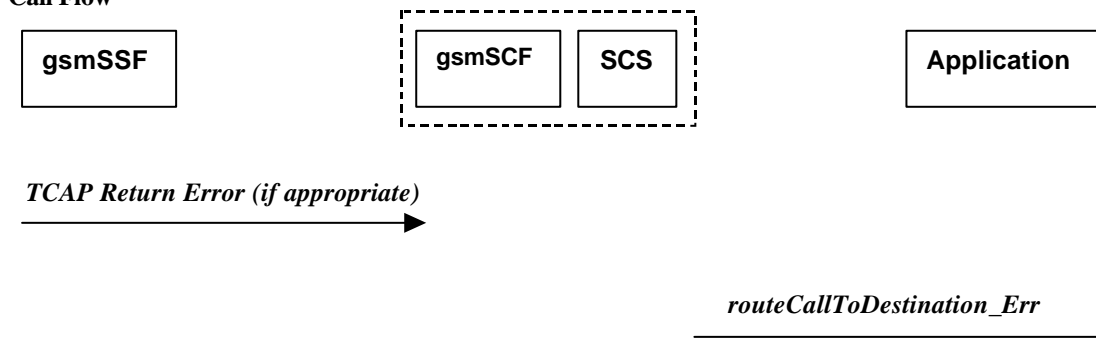 Call Flow
gsmSSF
gsmSCF
SCS
Application
TCAP Return Error (if appropriate)
routeCallToDestination_Err